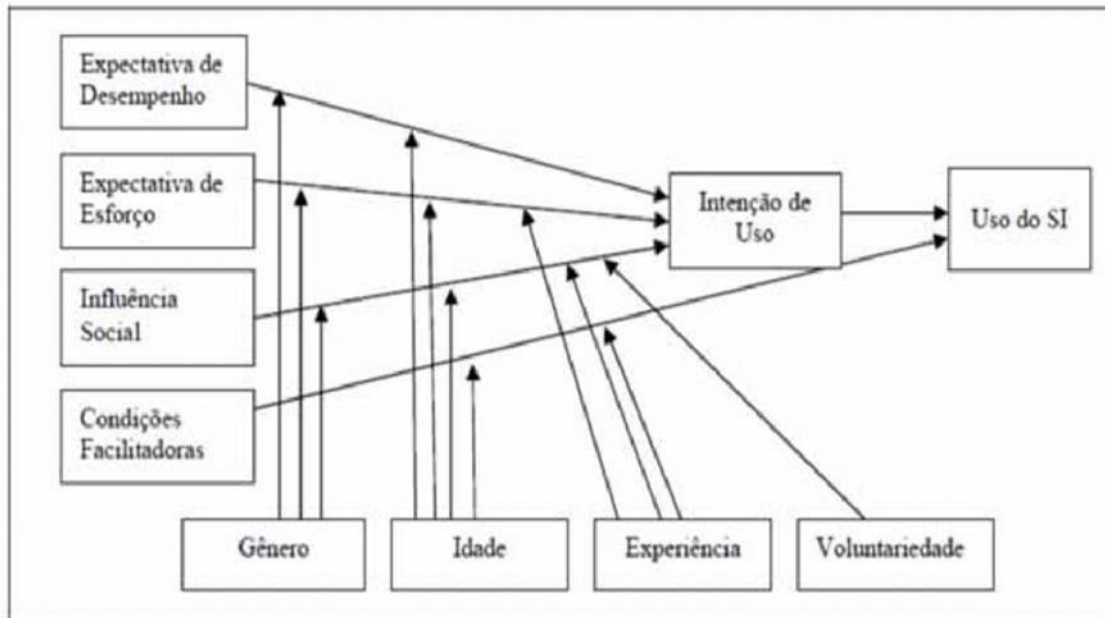 Expectativa de
Desempenho
Expectativa de
Esforço
Influência
Social
Condições
Facilitadoras
Intenção de
Uso
Uso do SI
Gênero
Idade
Experiência
Voluntariedade